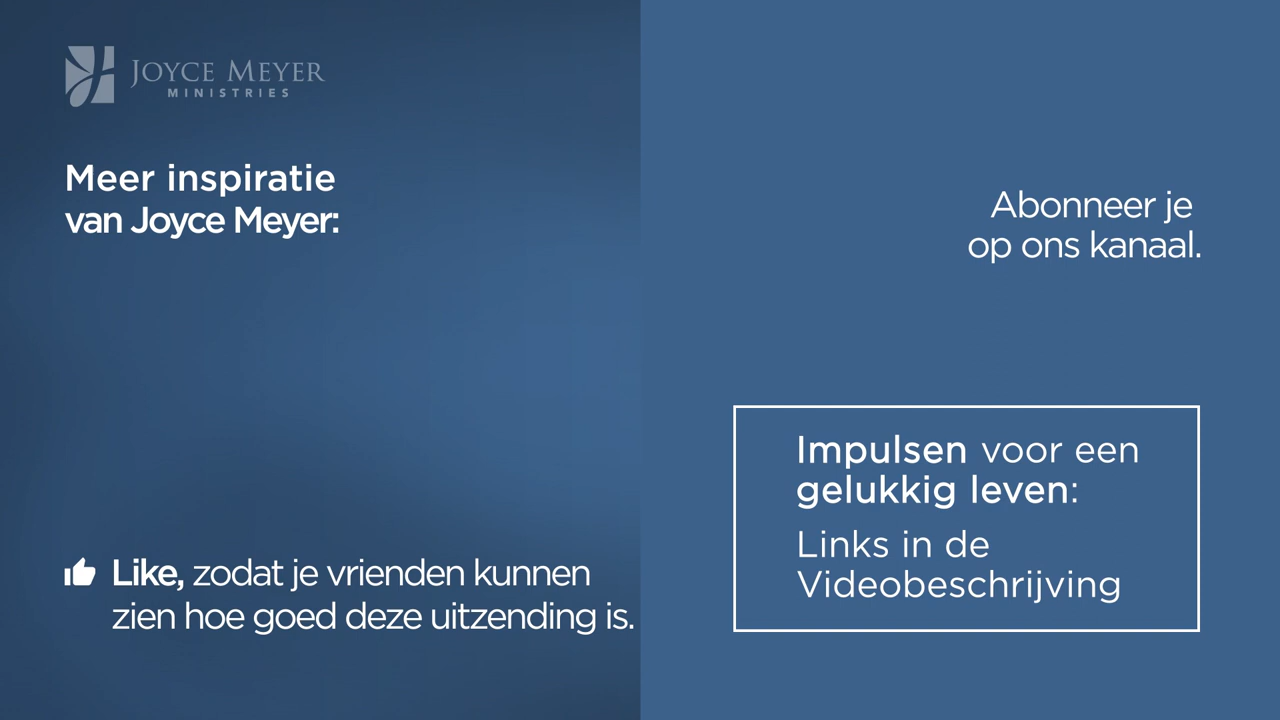 JOYCE MEYER
MINISTRIES
Meer inspiratie
van Joyce Meyer:
Abonneer je
op ons kanaal.
Impulsen voor een
gelukkig leven:
Links in de
Videobeschrijving
Like, zodat je vrienden kunnen
zien hoe goed deze uitzending is.